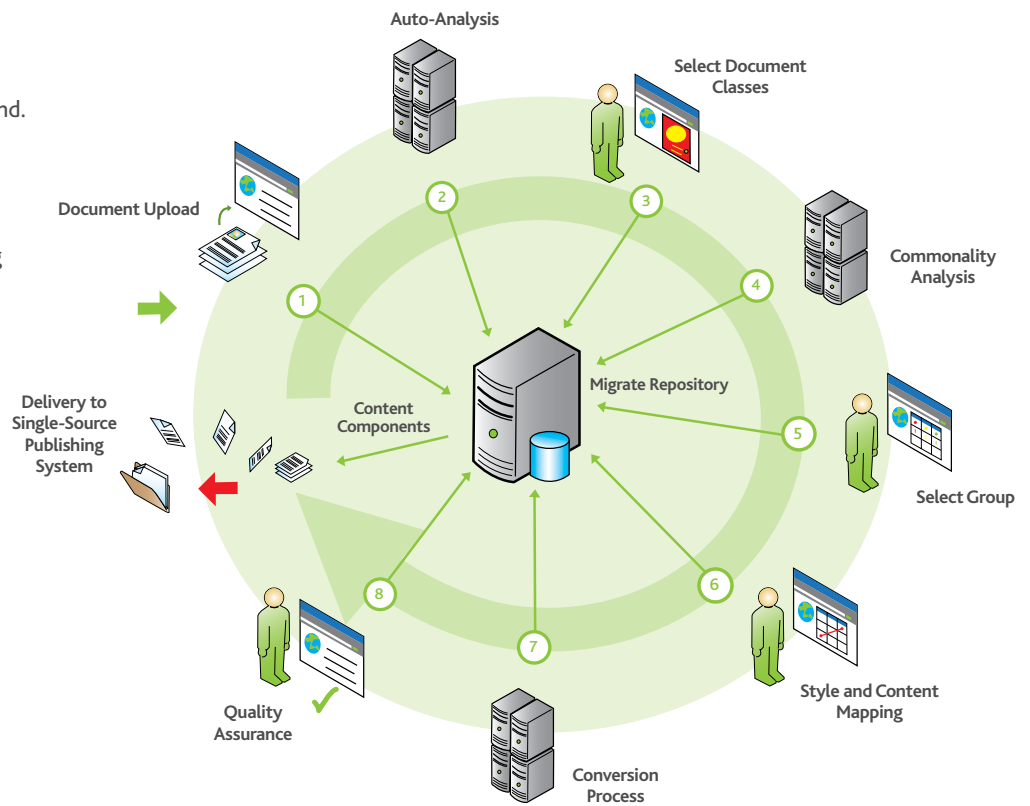 Auto-Analysis
Select Document
Classes
nd.
Document Upload
2
3
g
Commonality
Analysis
1
4
Migrate Repository
Delivery to
Single-Source
Publishing
System
Content
Components
5
Select Group
6
8
7
Style and Content
Mapping
Quality
Assurance
Conversion
Process